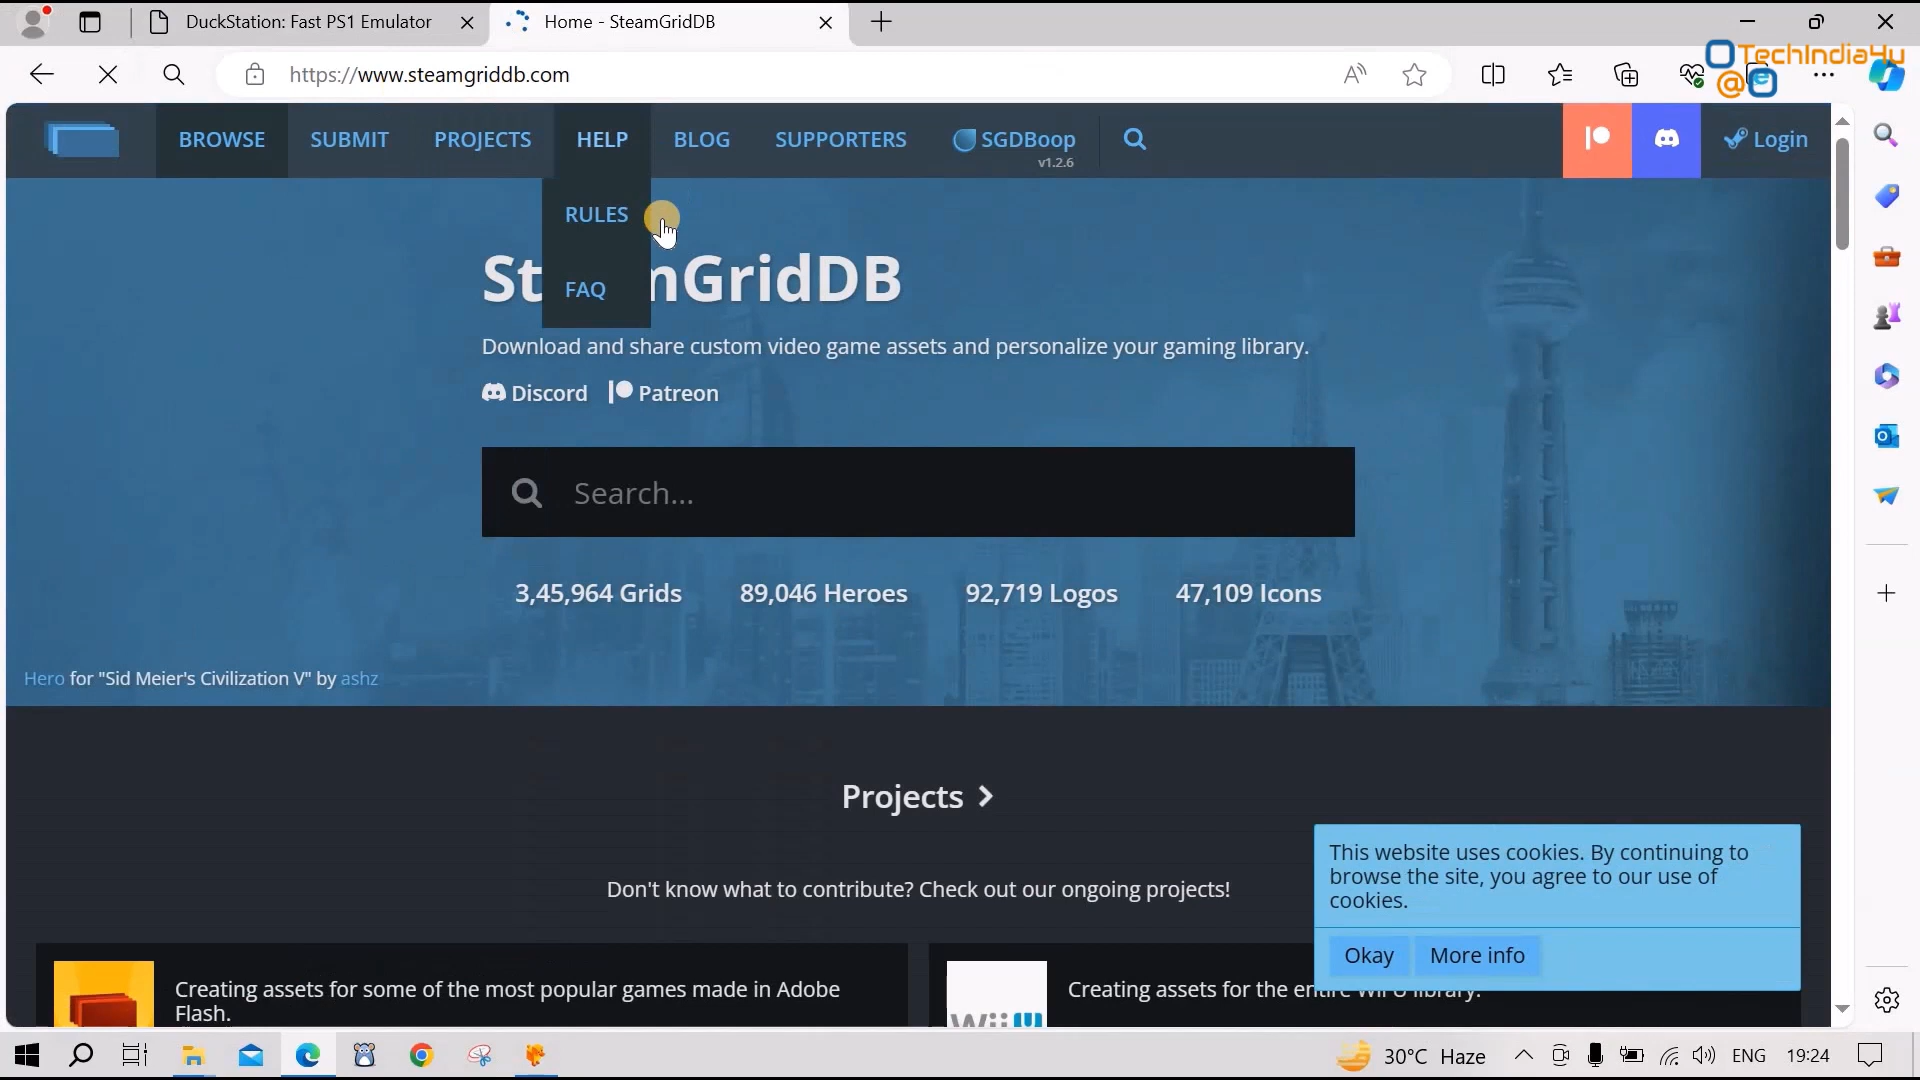 DuckStation: Fast PS1 Emulator
Home - SteamGridDB
https://www.steamgriddb.com
TechIndia4u
@
BROWSE
SUBMIT
PROJECTS
HELP
BLOG
SUPPORTERS
SGDBoop
v1.2.6
Login
RULES
FAQ
St mGridDB
Download and share custom video game assets and personalize your gaming library.
Discord
Patreon
Search...
3,45,964 Grids
89,046 Heroes
92,719 Logos
47,109 Icons
Hero for "Sid Meier's Civilization V" by ashz
Projects
Don't know what to contribute? Check out our ongoing projects!
This website uses cookies. By continuing to
browse the site, you agree to our use of
cookies.
Okay
More info
Creating assets for some of the most popular games made in Adobe
Flash.
Wii U
Creating assets for the entire Wii U library.
30°C Haze
ENG
19:24